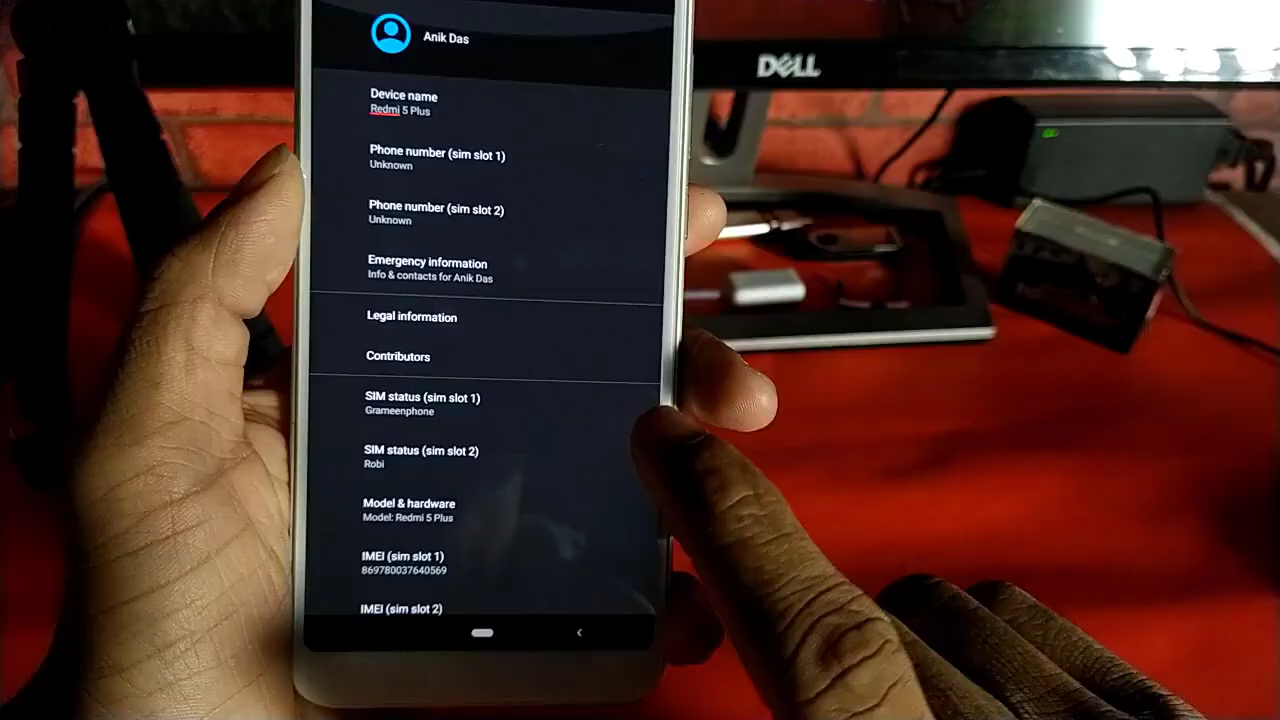 Anik Das
DELL
Device name
Redmi 5 Plus
Phone number (sim slot 1)
Unknown
Phone number (sim slot 2)
Unknown
Emergency information
Info & contacts for Anik Das
Legal information
Contributors
SIM status (sim slot 1)
Grameenphone
SIM status (sim slot 2)
Robi
Model & hardware
Model: Redmi 5 Plus
IMEI (sim slot 1)
869780037640569
IMEI (sim slot 2)